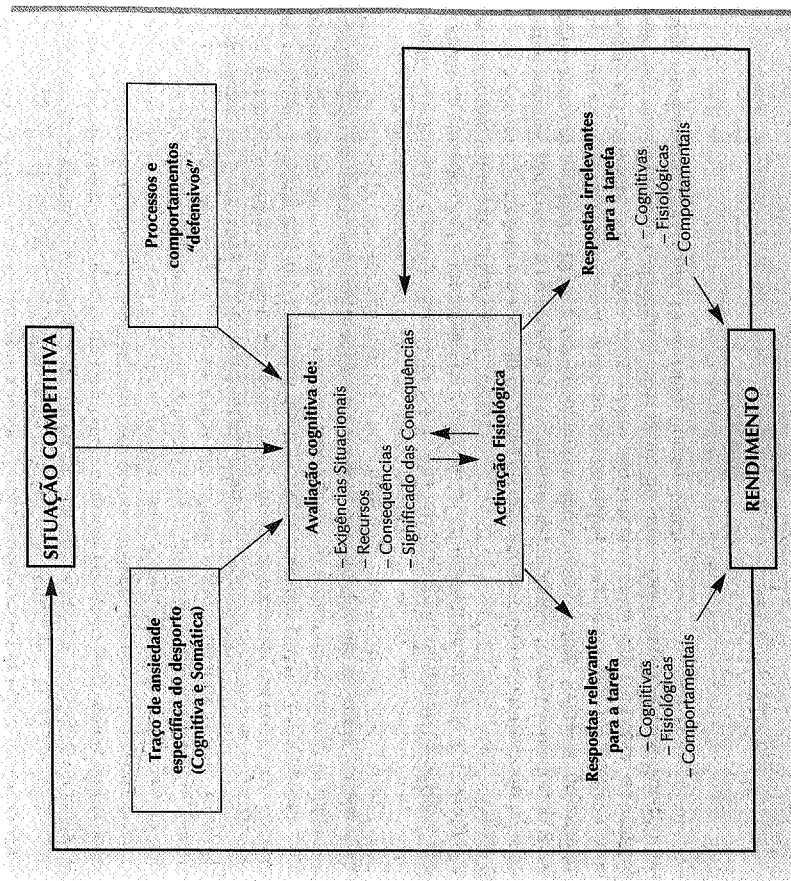 SITUAÇÃO COMPETITIVA
Traço de ansiedade
específica do desporto
(Cognitiva e Somática)
Processos e
comportamentos
“defensivos”
Avaliação cognitiva de:
– Exigências Situacionais
– Recursos
– Consequências
– Significado das Consequências
Activação Fisiológica
Respostas relevantes
para a tarefa
– Cognitivas
– Fisiológicas
– Comportamentais
Respostas irrelevantes
para a tarefa
– Cognitivas
– Fisiológicas
– Comportamentais
RENDIMENTO